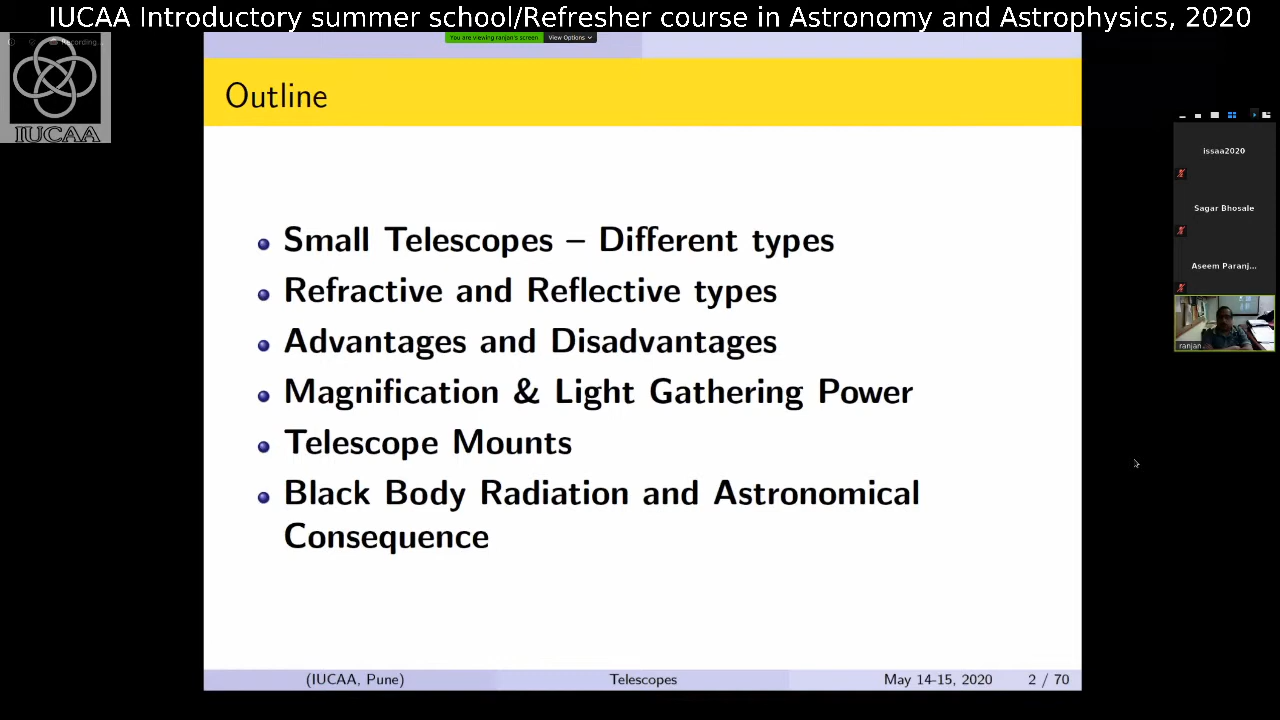 IUCAA Introductory summer school/Refresher course in Astronomy and Astrophysics, 2020
You are viewing ranjan's screen View Options
Recording...
IUCAA
Outline
Small Telescopes – Different types
Refractive and Reflective types
Advantages and Disadvantages
Magnification & Light Gathering Power
Telescope Mounts
Black Body Radiation and Astronomical
Consequence
issaa2020
Sagar Bhosale
Aseem Paranj...
ranjan
(IUCAA, Pune) Telescopes May 14-15, 2020 2 / 70